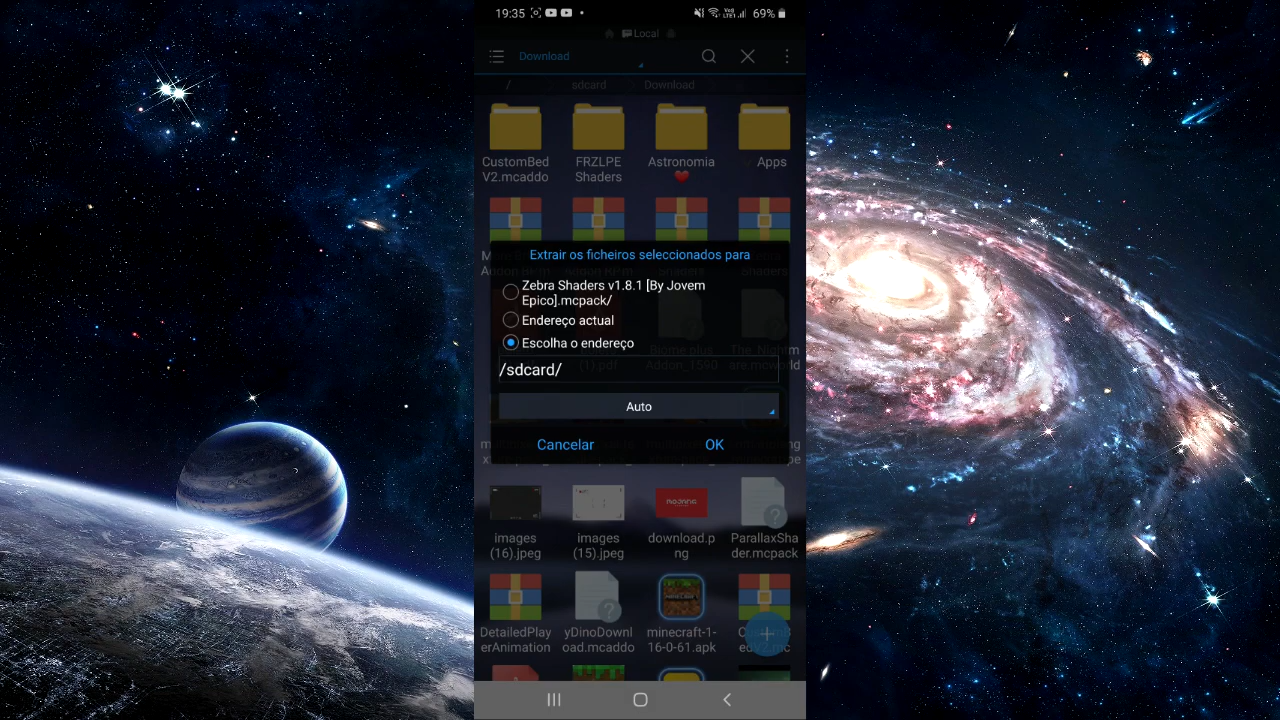 19:35
69%
Local
Download
/ sdcard Download
CustomBed
V2.mcaddo
FRZLPE
Shaders
Astronomia
❤️
Apps
Extrair os ficheiros seleccionados para
Zebra Shaders v1.8.1 [By Jovem
Epico].mcpack/
Endereço actual
Escolha o endereço
/sdcard/
Auto
Cancelar
OK
images
(16).jpeg
images
(15).jpeg
download.p
ng
ParallaxSha
der.mcpack
DetailedPlay
erAnimation
yDinoDownl
oad.mcaddo
minecraft-1-
16-0-61.apk